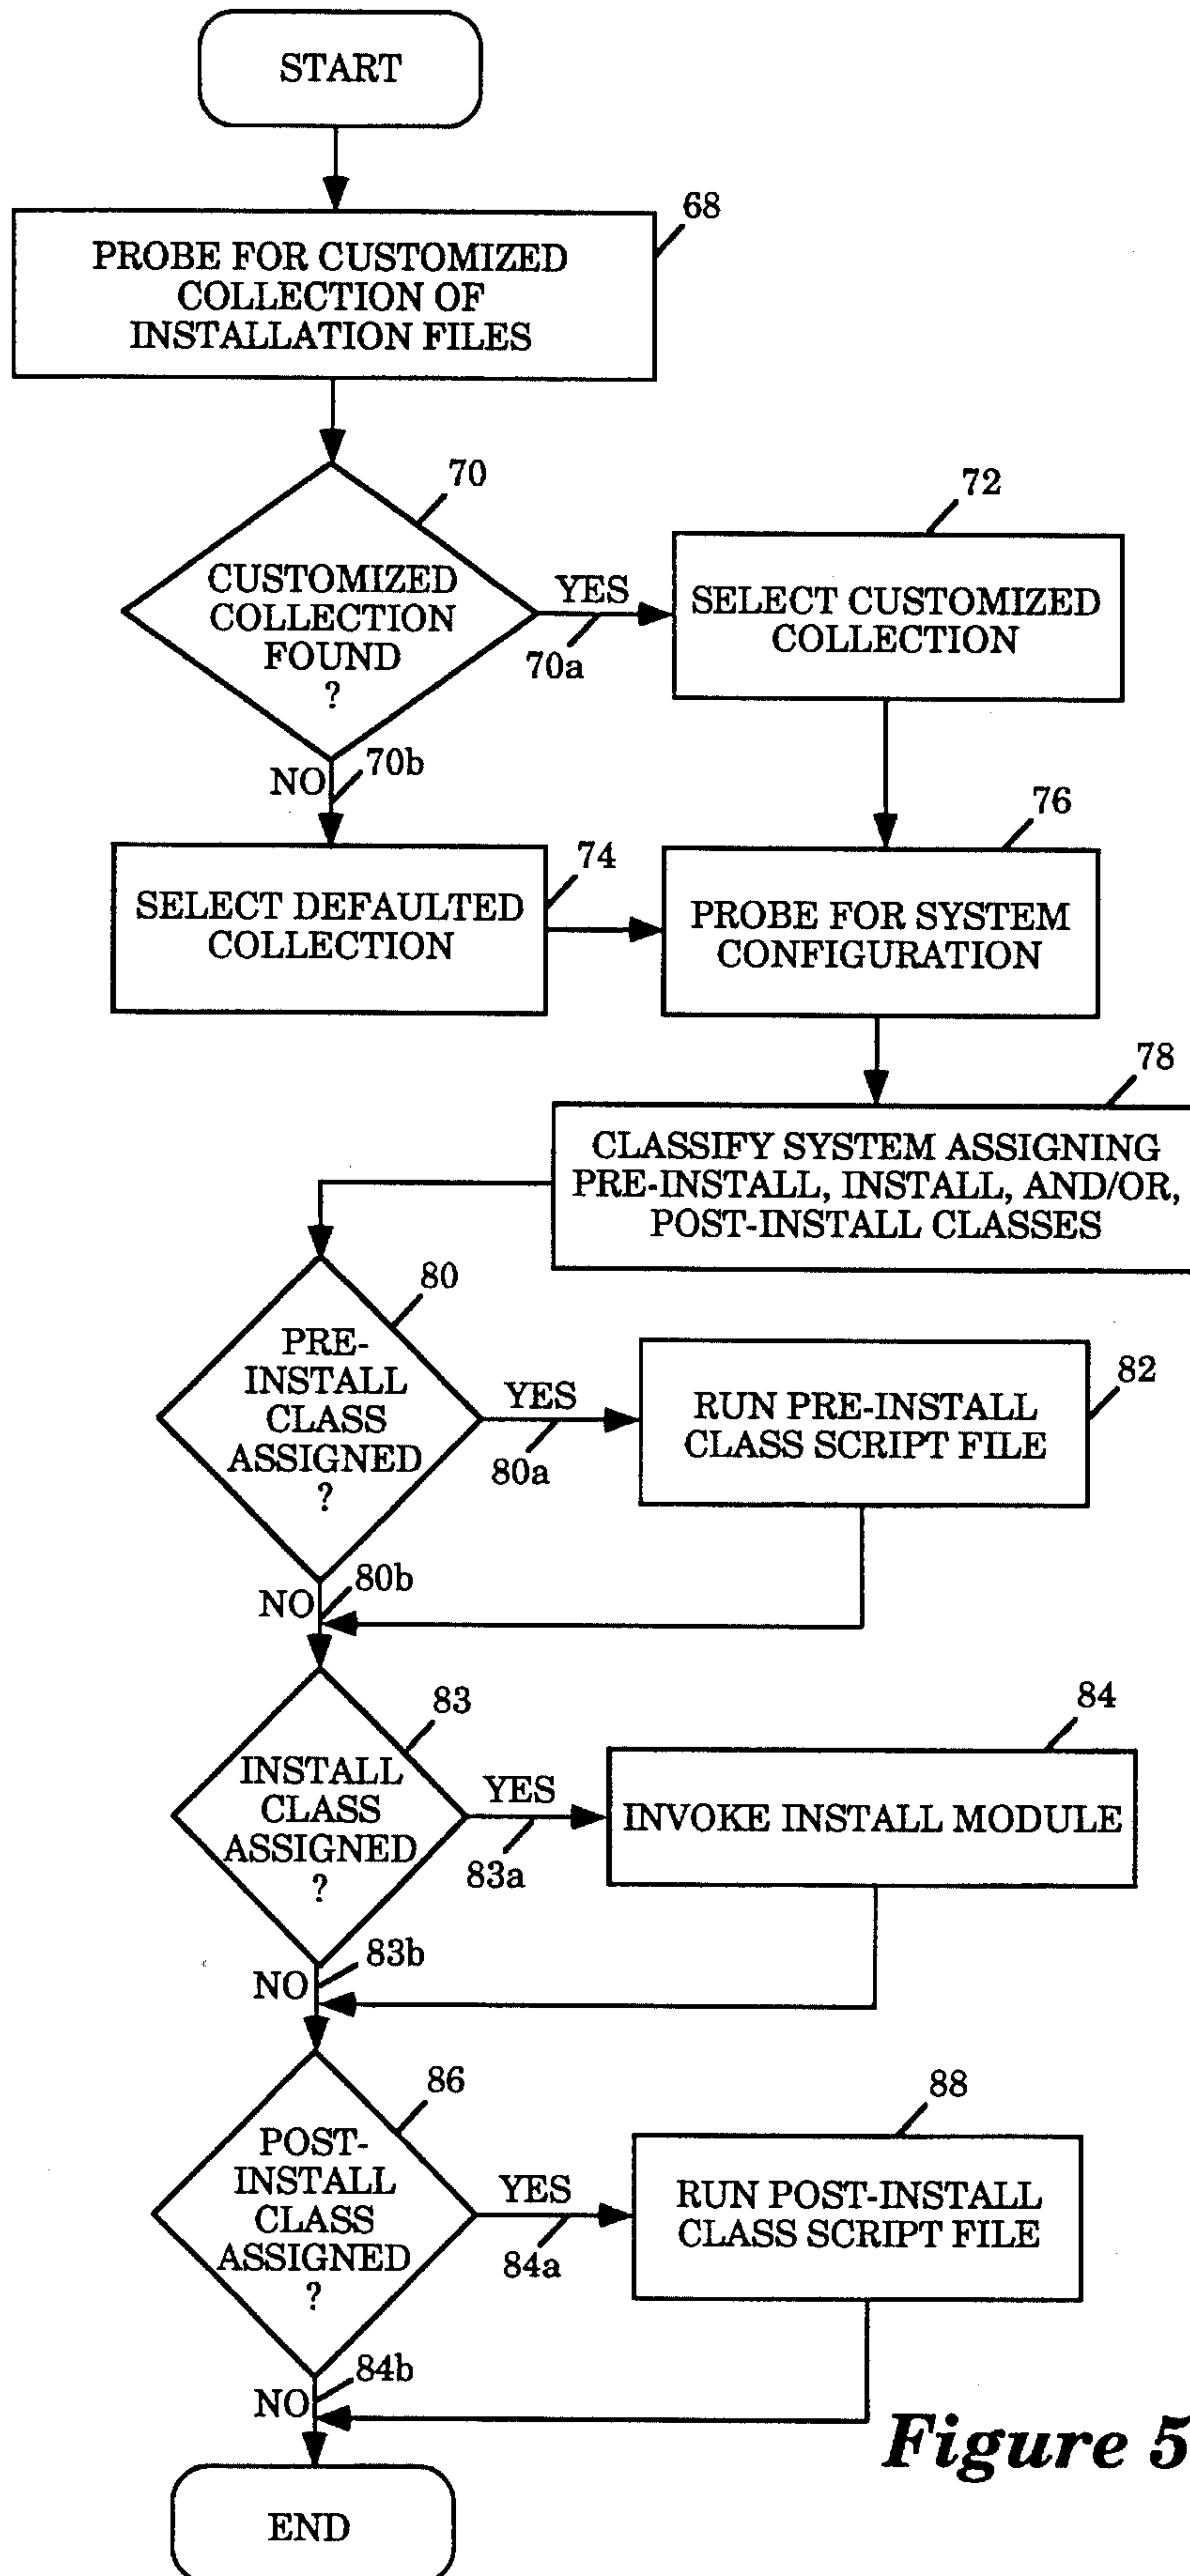 START
68
PROBE FOR CUSTOMIZED
COLLECTION OF
INSTALLATION FILES
70
72
CUSTOMIZED
COLLECTION
FOUND
?
YES
70a
SELECT CUSTOMIZED
COLLECTION
NO
70b
76
74
SELECT DEFAULTED
COLLECTION
PROBE FOR SYSTEM
CONFIGURATION
78
CLASSIFY SYSTEM ASSIGNING
PRE-INSTALL, INSTALL, AND/OR,
POST-INSTALL CLASSES
80
PRE-
INSTALL
CLASS
ASSIGNED
?
YES
80a
82
RUN PRE-INSTALL
CLASS SCRIPT FILE
80b
NO
83
84
INSTALL
CLASS
ASSIGNED
?
YES
83a
INVOKE INSTALL MODULE
83b
NO
86
88
POST-
INSTALL
CLASS
ASSIGNED
?
YES
84a
RUN POST-INSTALL
CLASS SCRIPT FILE
84b
NO
Figure 5
END